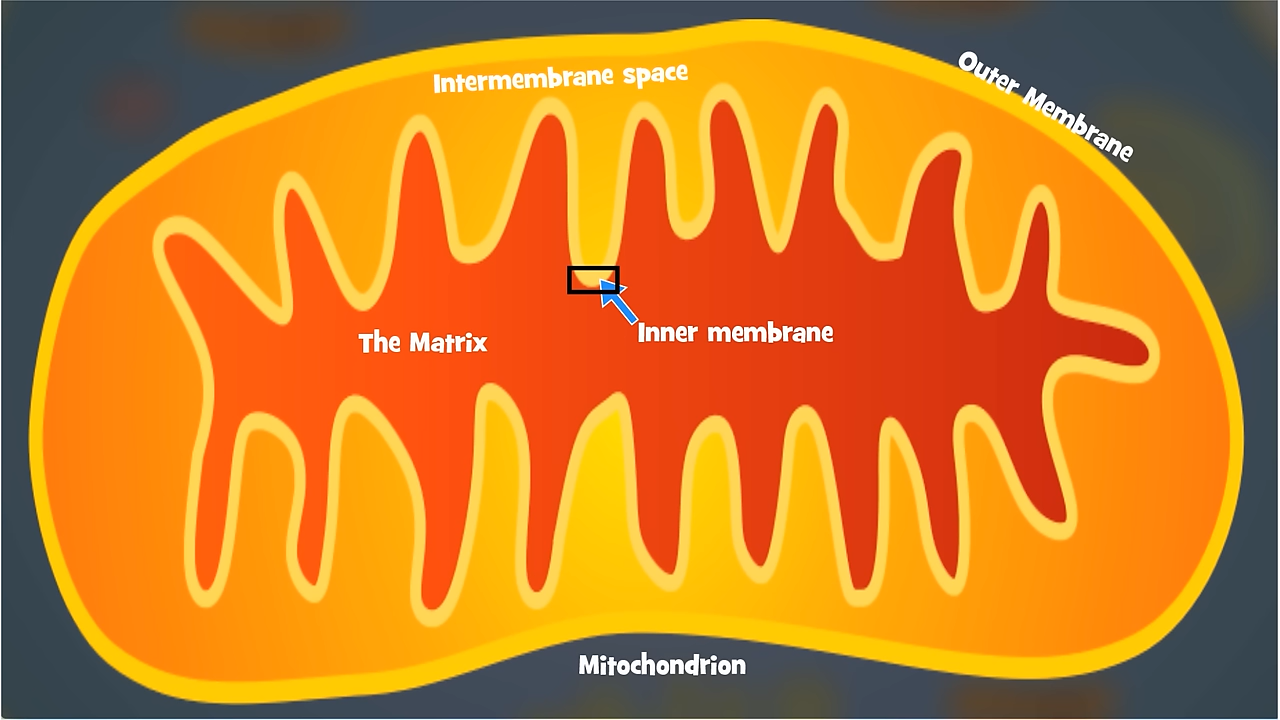 Intermembrane space
Outer Membrane
The Matrix
Inner membrane
Mitochondrion